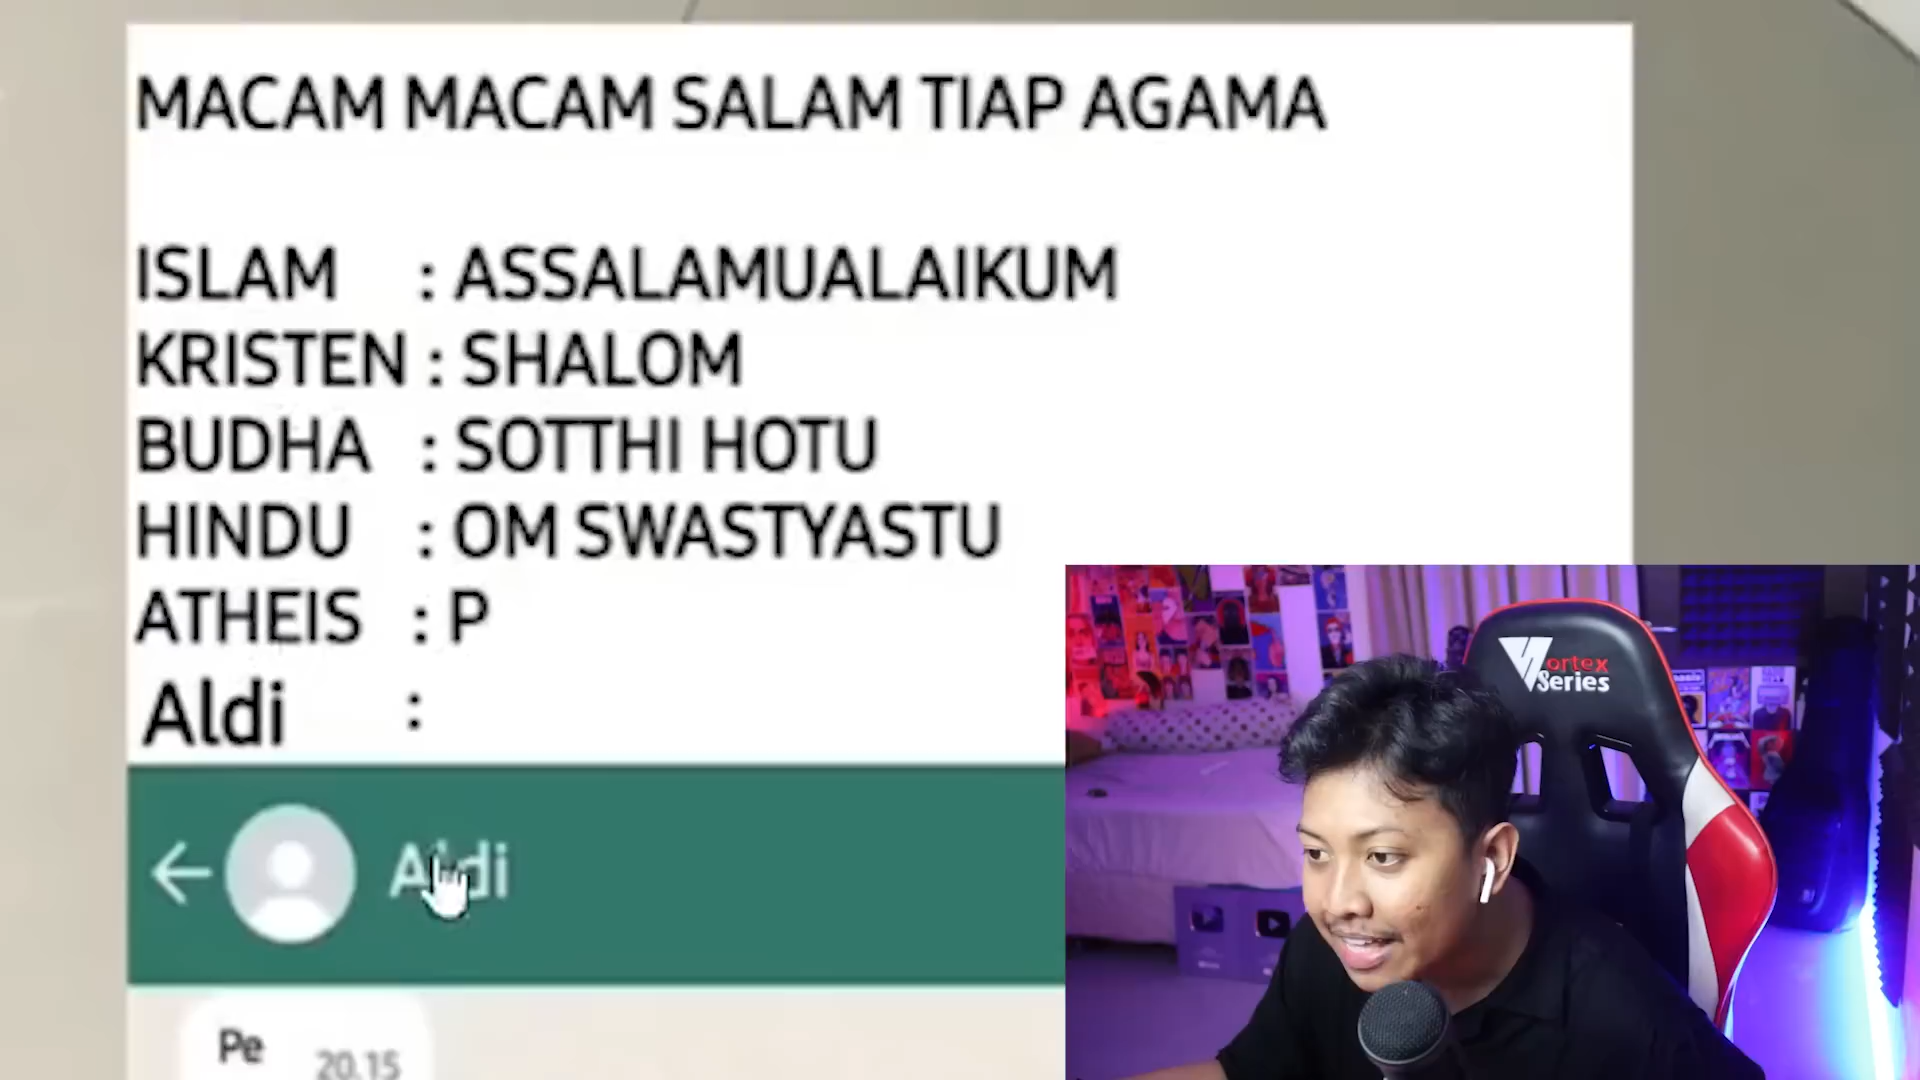 MACAM MACAM SALAM TIAP AGAMA
ISLAM : ASSALAMUALAIKUM
KRISTEN : SHALOM
BUDHA : SOTTHI HOTU
HINDU : OM SWASTYASTU
ATHEIS : P
Aldi :
Vortex
Series
Aldi
Pe 20.15